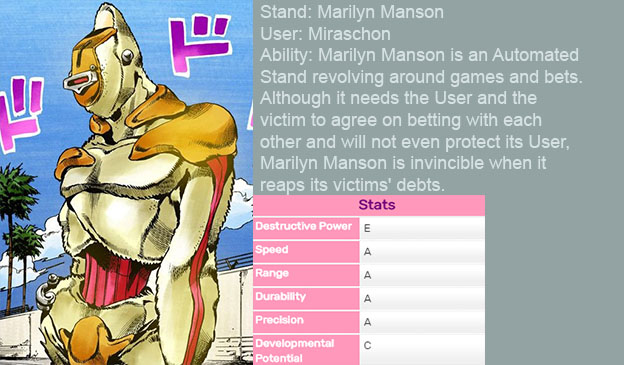 Stand: Marilyn Manson
User: Miraschon
Ability: Marilyn Manson is an Automated
Stand revolving around games and bets.
Although it needs the User and the
victim to agree on betting with each
other and will not even protect its User,
Marilyn Manson is invincible when it
reaps its victims' debts.
Stats
Destructive Power E
Speed A
Range A
Durability A
Precision A
Developmental
Potential C
ド
ド